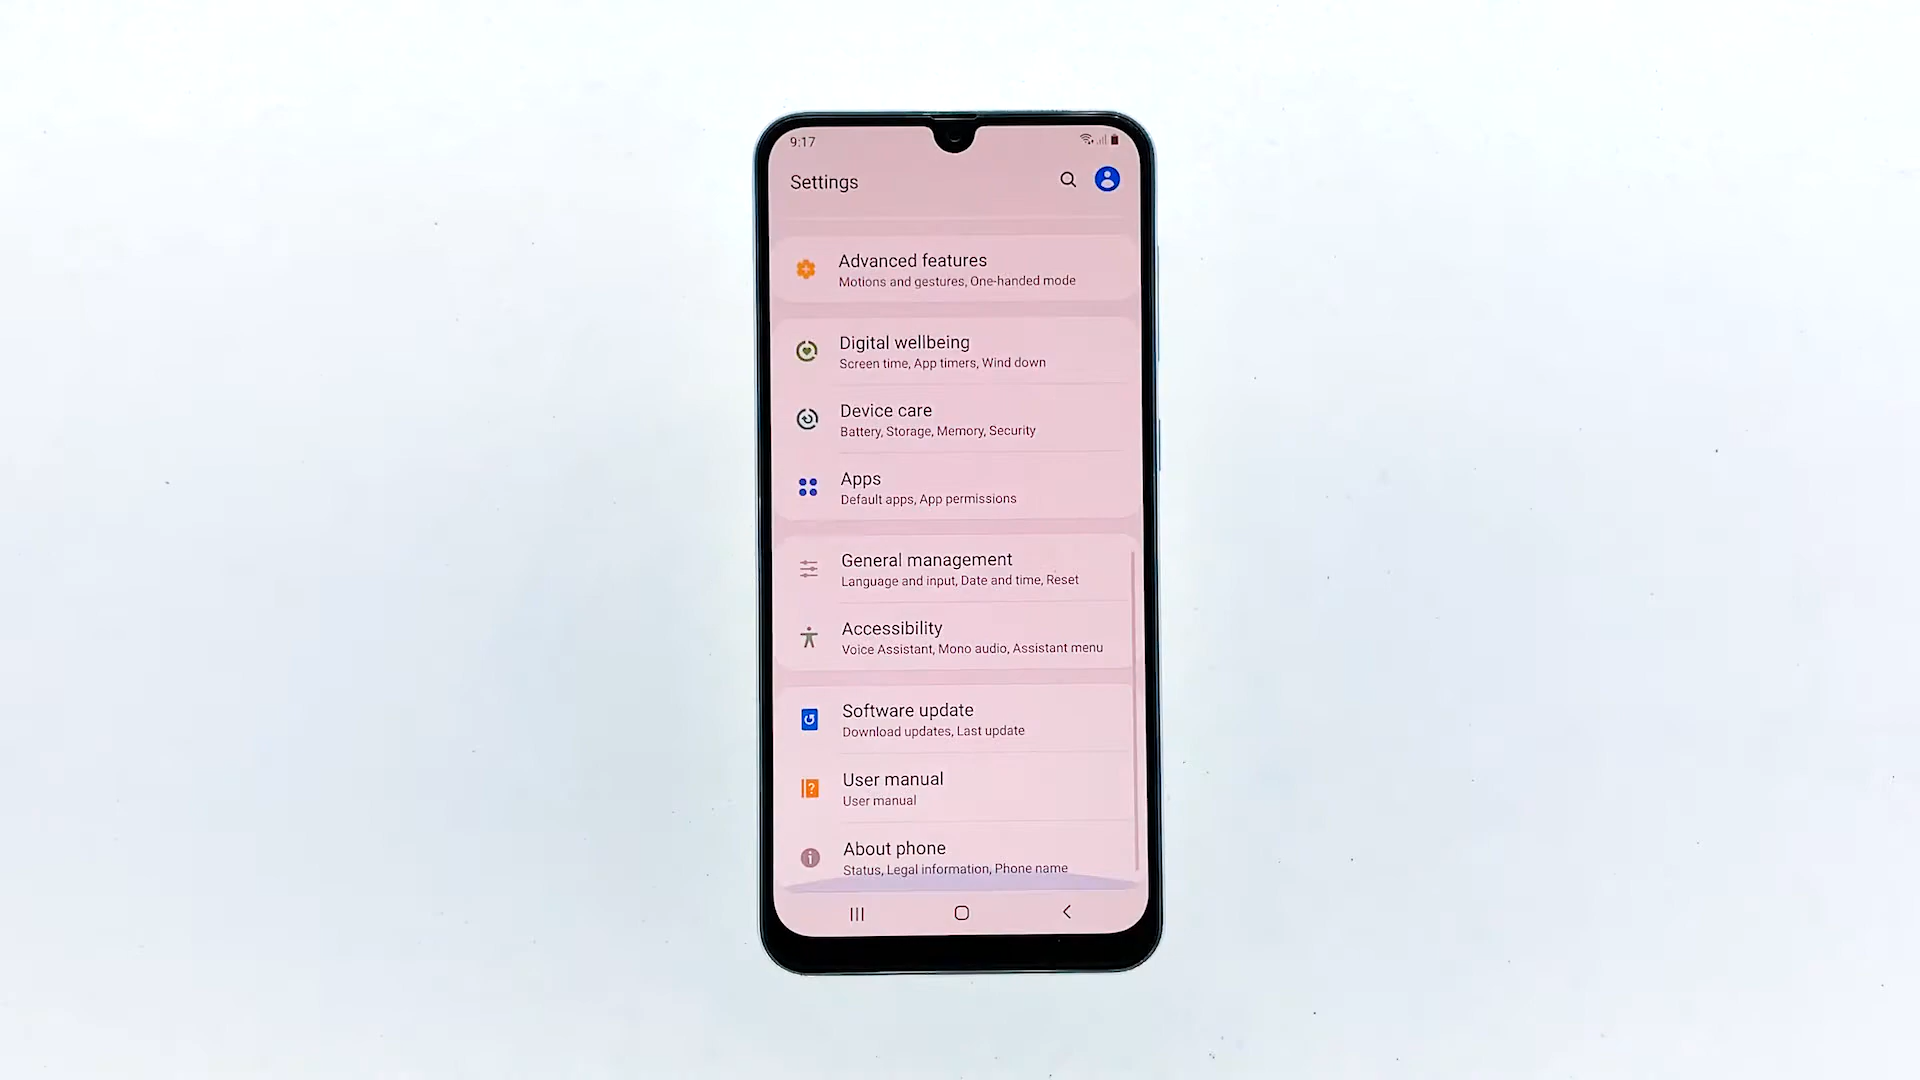 9:17
Settings
Advanced features
Motions and gestures, One-handed mode
Digital wellbeing
Screen time, App timers, Wind down
Device care
Battery, Storage, Memory, Security
Apps
Default apps, App permissions
General management
Language and input, Date and time, Reset
Accessibility
Voice Assistant, Mono audio, Assistant menu
Software update
Download updates, Last update
User manual
User manual
About phone
Status, Legal information, Phone name